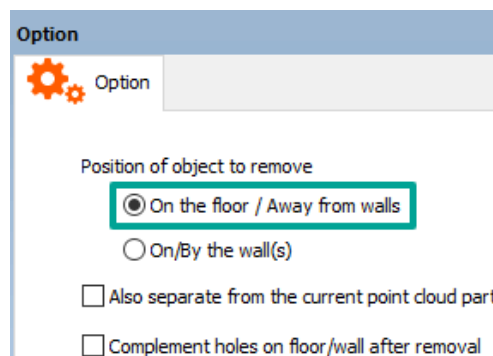 Option
Option
Position of object to remove
On the floor / Away from walls
On/By the wall(s)
Also separate from the current point cloud part
Complement holes on floor/wall after removal